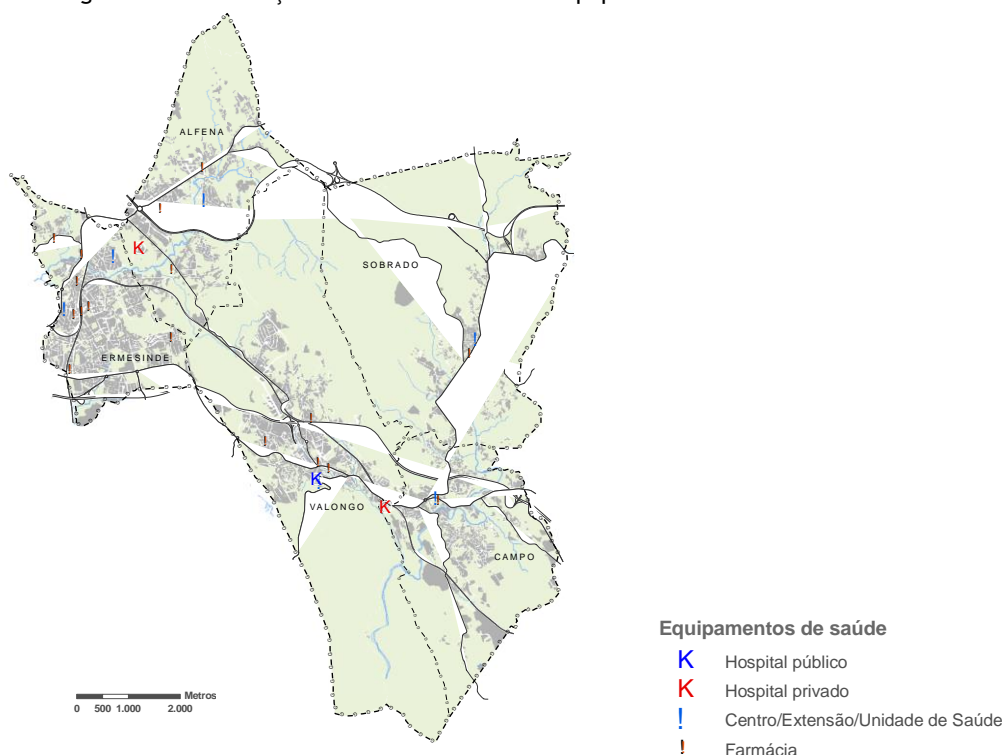 ALFENA
SOBRADO
ERMESINDE
VALONGO
CAMPO
Metros
0 500 1.000 2.000
Equipamentos de saúde
K Hospital público
K Hospital privado
! Centro/Extensão/Unidade de Saúde
! Farmácia